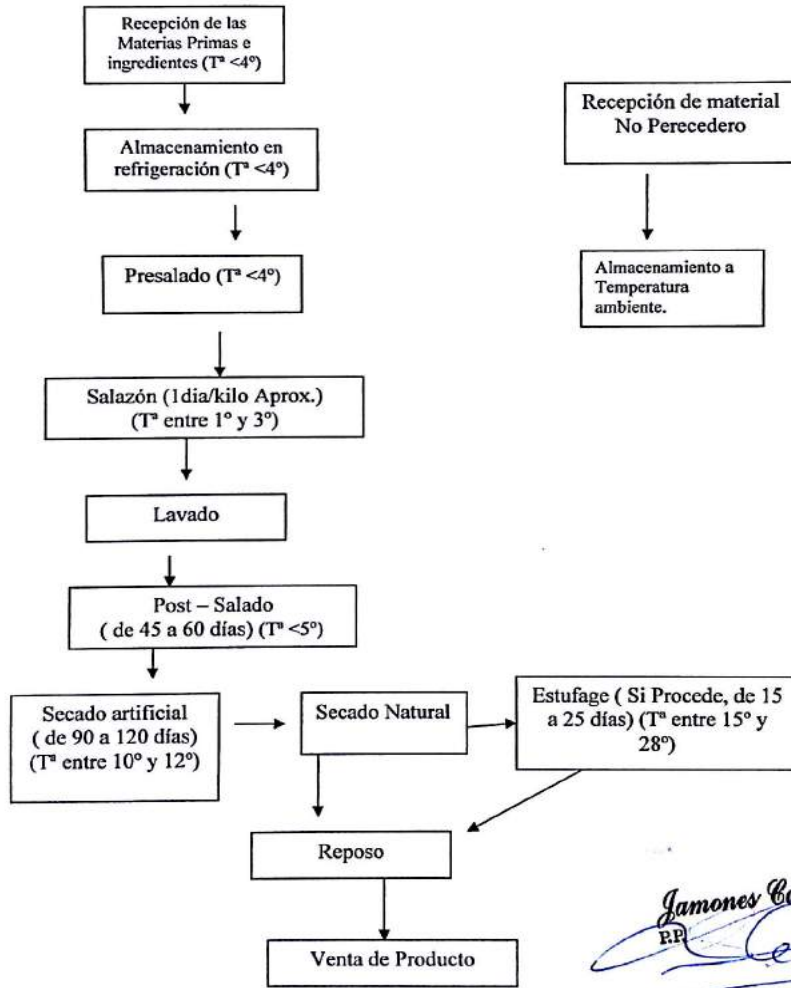 Recepción de las
Materias Primas e
ingredientes (Tª <4º)
Almacenamiento en
refrigeración (Tª <4º)
Presalado (Tª <4º)
Salazón (1dia/kilo Aprox.)
(Tª entre 1º y 3º)
Lavado
Post – Salado
( de 45 a 60 días) (Tª <5º)
Secado artificial
( de 90 a 120 días)
(Tª entre 10º y 12º)
Secado Natural
Estufage ( Si Procede, de 15
a 25 días) (Tª entre 15º y
28º)
Reposo
Venta de Producto
Recepción de material
No Perecedero
Almacenamiento a
Temperatura
ambiente.
Jamones
P.P.